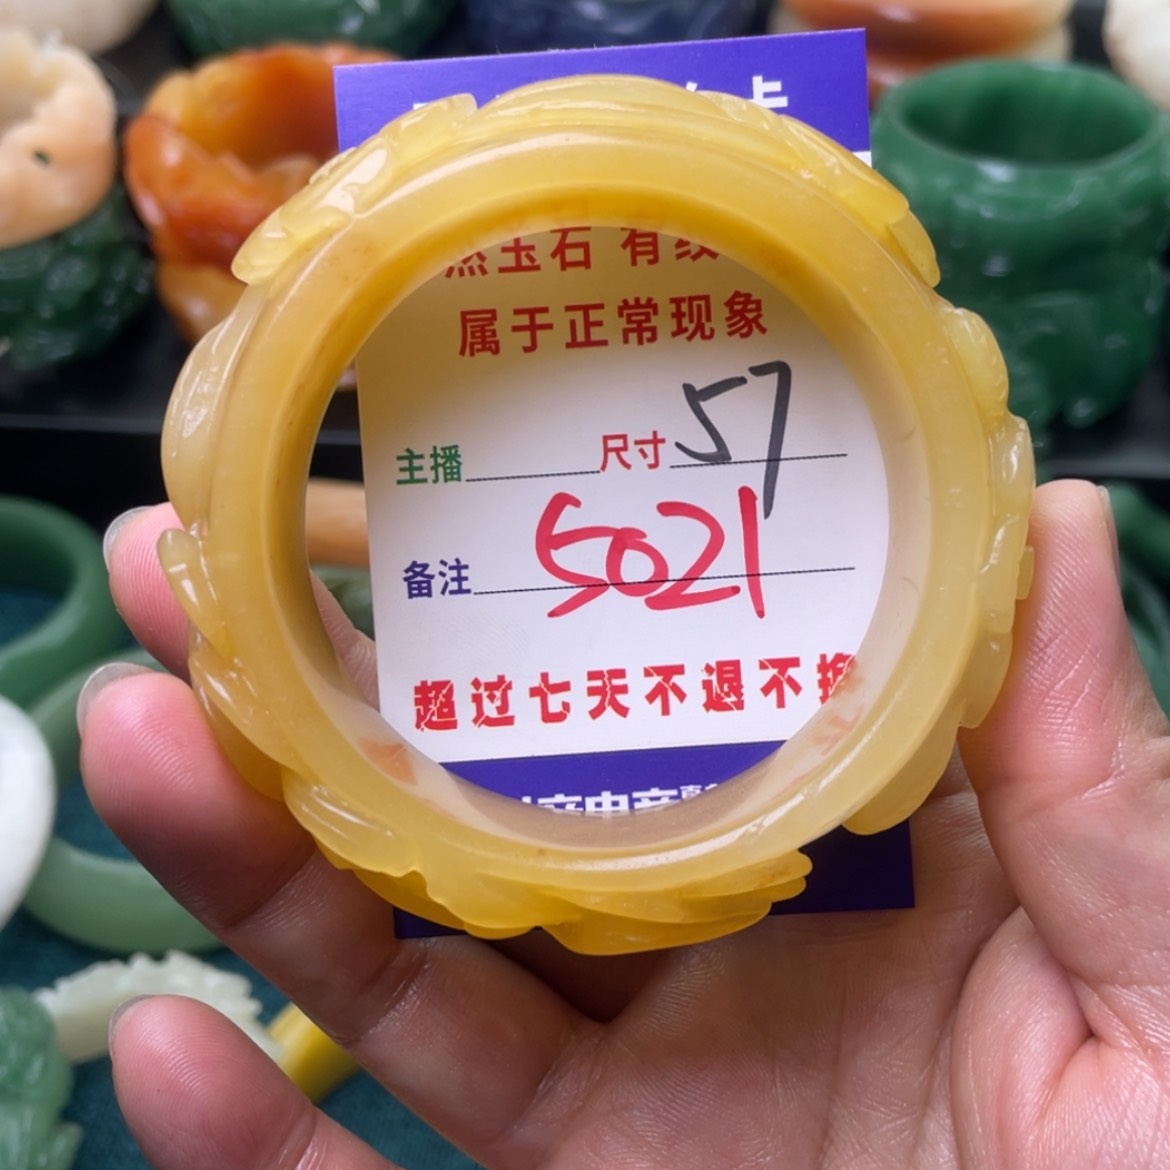 卡
然玉石 有纹
属于正常现象
主播 尺寸 57
备注 5021
超过七天不退不换